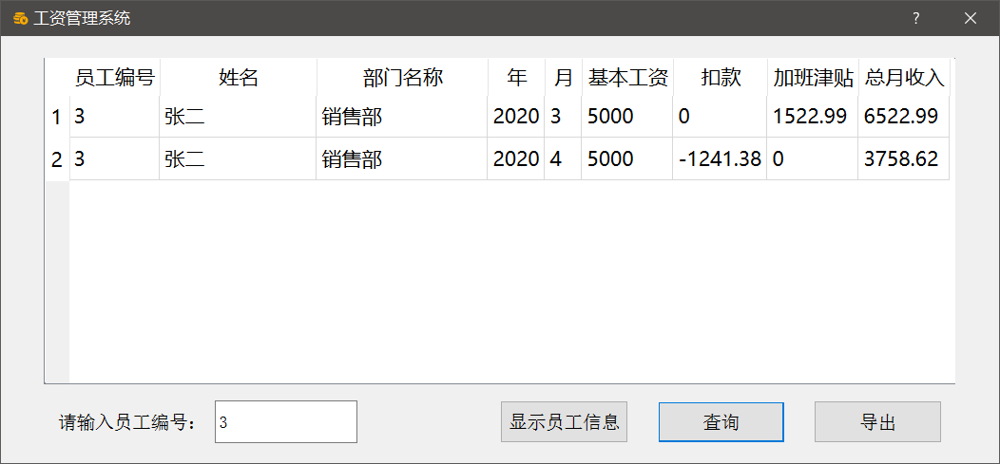 工资管理系统 ?
员工编号 姓名 部门名称 年 月 基本工资 扣款 加班津贴 总月收入
1 3 张二 销售部 2020 3 5000 0 1522.99 6522.99
2 3 张二 销售部 2020 4 5000 -1241.38 0 3758.62
请输入员工编号： 3 显示员工信息 查询 导出